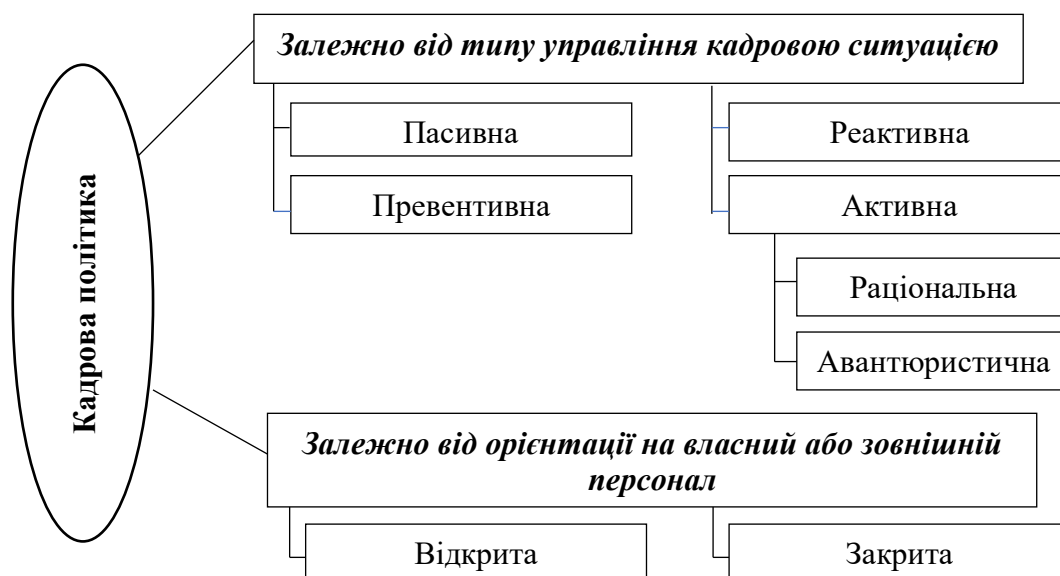 Кадрова політика
Залежно від типу управління кадровою ситуацією
Пасивна
Реактивна
Превентивна
Активна
Раціональна
Авантюристична
Залежно від орієнтації на власний або зовнішній
персонал
Відкрита
Закрита